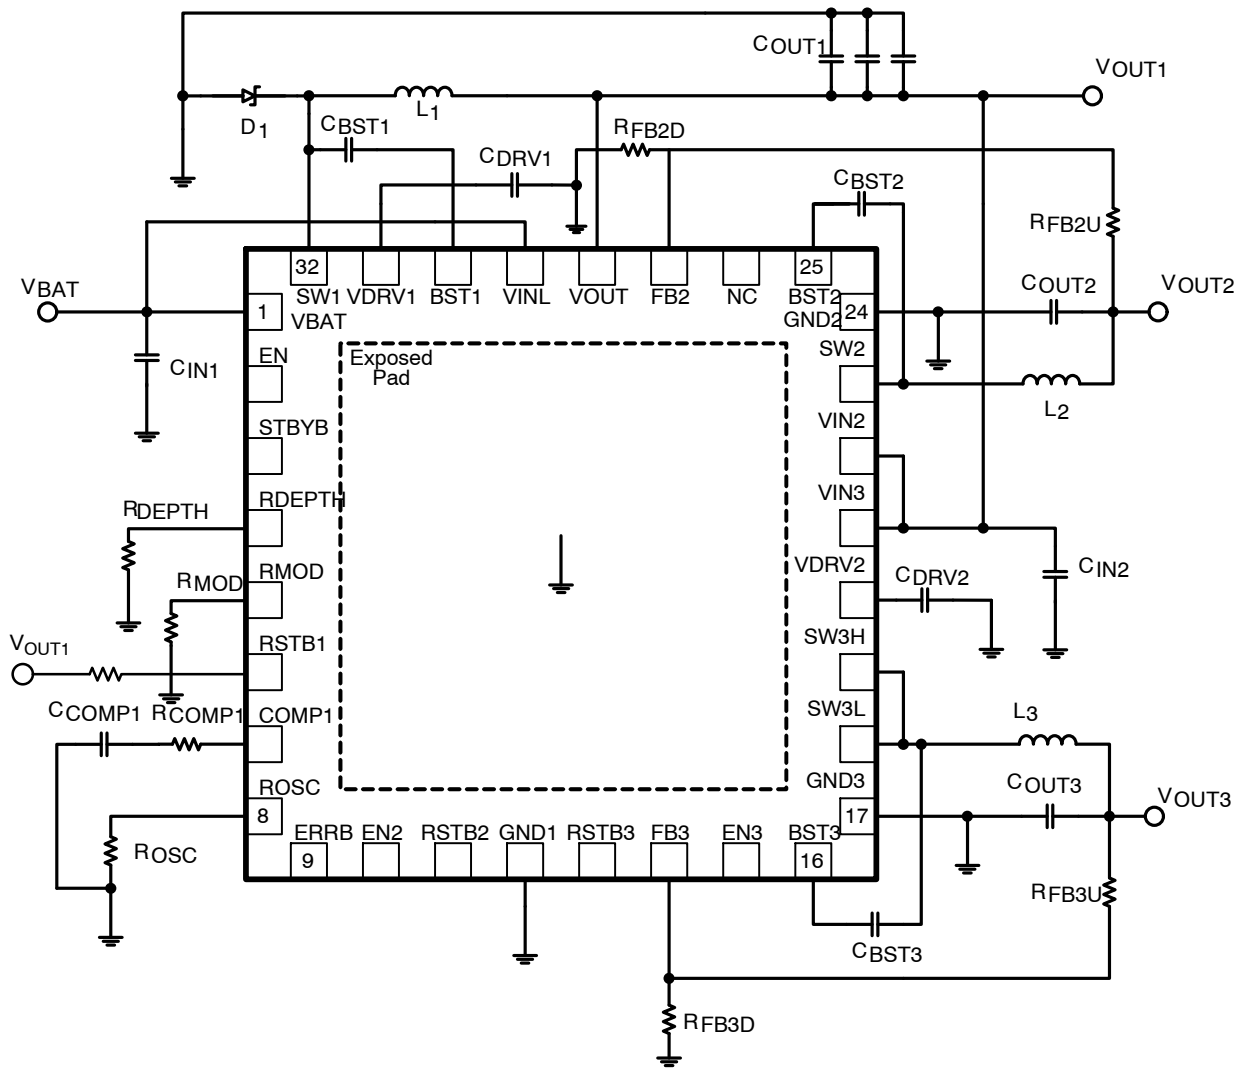 COUT1
VOUT1
D1
L1
CBST1
RFB2D
CDRV1
CBST2
RFB2U
VBAT
COUT2
VOUT2
32
25
SW1
VDRV1
BST1
VINL
VOUT
FB2
NC
BST2
1
VBAT
GND2
24
CIN1
EN
Exposed
Pad
SW2
L2
STBYB
VIN2
RDEPTH
RDEPTH
VIN3
RMOD
RMOD
VDRV2
CDRV2
CIN2
VOUT1
RSTB1
SW3H
CCOMP1
RCOMP1
COMP1
SW3L
L3
ROSC
GND3
COUT3
VOUT3
8
17
ROSC
ERRB
EN2
RSTB2
GND1
RSTB3
FB3
EN3
BST3
9
16
RFB3U
CBST3
RFB3D